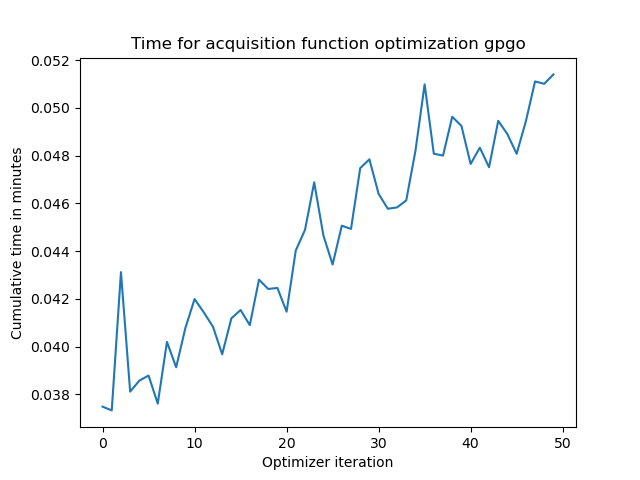 Time for acquisition function optimization gpgo
0.052
0.050
0.048
0.046
0.044
0.042
0.040
0.038
Cumulative time in minutes
0 10 20 30 40 50
Optimizer iteration